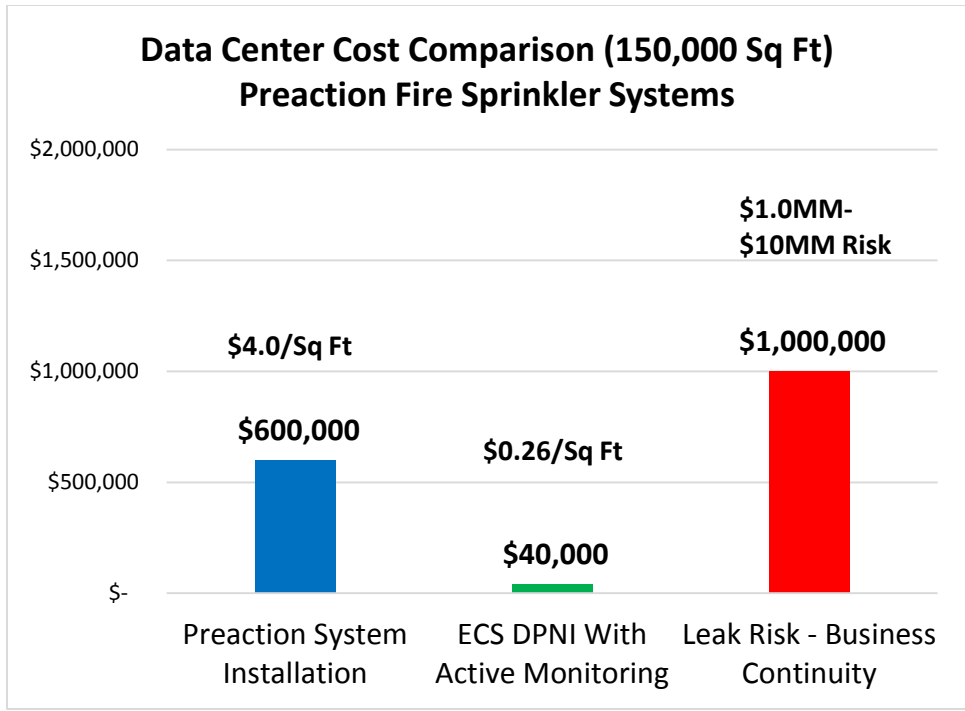 Data Center Cost Comparison (150,000 Sq Ft)
Preaction Fire Sprinkler Systems
$2,000,000
$1,500,000
$1,000,000
$500,000
$-
$4.0/Sq Ft
$600,000
$0.26/Sq Ft
$40,000
$1.0MM-
$10MM Risk
$1,000,000
Preaction System
Installation
ECS DPNI With
Active Monitoring
Leak Risk - Business
Continuity